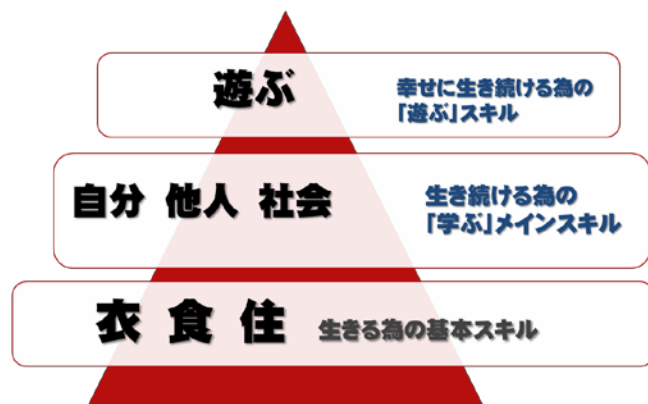 遊ぶ
幸せに生き続ける為の
「遊ぶ」スキル
自分 他人 社会
生き続ける為の
「学ぶ」メインスキル
衣 食 住
生きる為の基本スキル